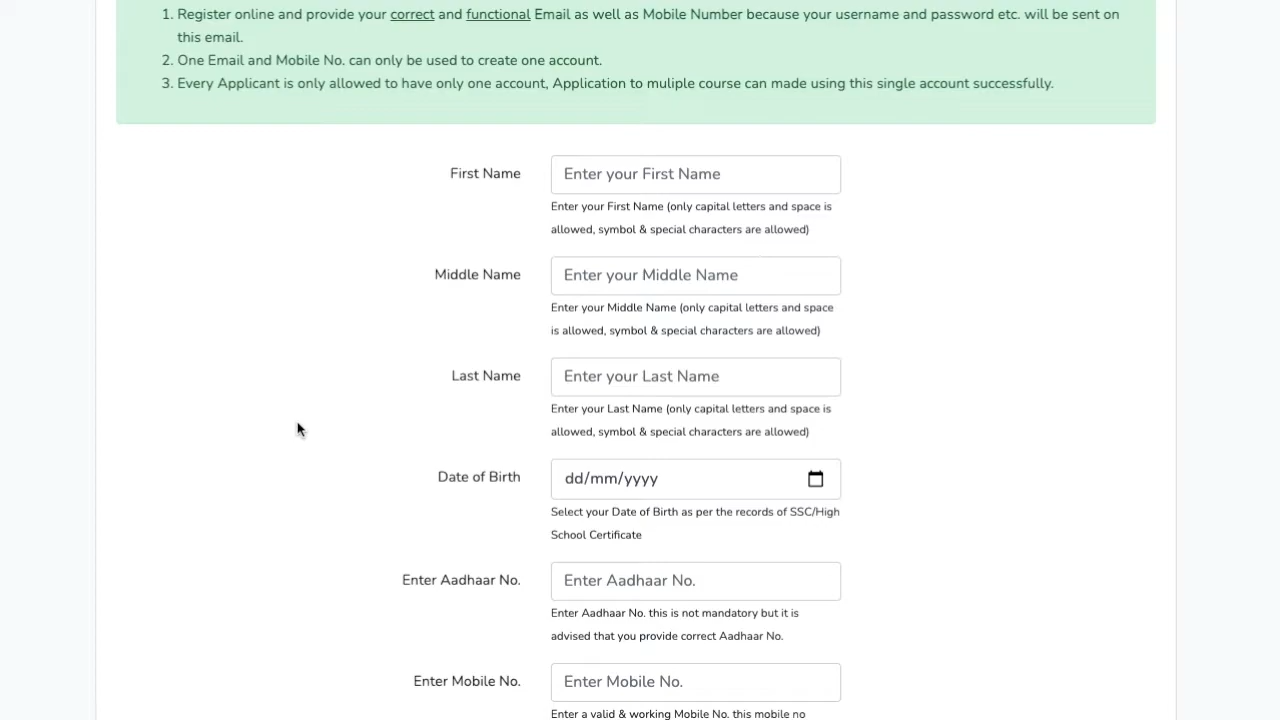 1. Register online and provide your correct and functional Email as well as Mobile Number because your username and password etc. will be sent on
this email.
2. One Email and Mobile No. can only be used to create one account.
3. Every Applicant is only allowed to have only one account, Application to muliple course can made using this single account successfully.
First Name
Enter your First Name
Enter your First Name (only capital letters and space is
allowed, symbol & special characters are allowed)
Middle Name
Enter your Middle Name
Enter your Middle Name (only capital letters and space
is allowed, symbol & special characters are allowed)
Last Name
Enter your Last Name
Enter your Last Name (only capital letters and space is
allowed, symbol & special characters are allowed)
Date of Birth
dd/mm/yyyy
Select your Date of Birth as per the records of SSC/High
School Certificate
Enter Aadhaar No.
Enter Aadhaar No.
Enter Aadhaar No. this is not mandatory but it is
advised that you provide correct Aadhaar No.
Enter Mobile No.
Enter Mobile No.
Enter a valid & working Mobile No. this mobile no